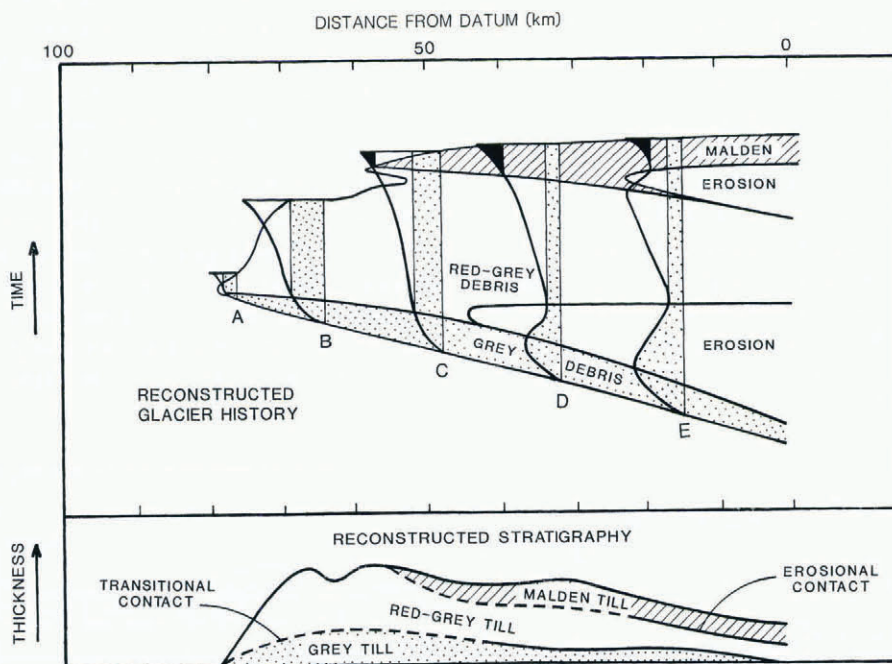 DISTANCE FROM DATUM (km)
100
50
0
MALDEN
EROSION
RED-GREY
DEBRIS
TIME
A
B
GREY
DEBRIS
EROSION
C
D
E
RECONSTRUCTED
GLACIER HISTORY
RECONSTRUCTED STRATIGRAPHY
THICKNESS
TRANSITIONAL
CONTACT
EROSIONAL
CONTACT
MALDEN TILL
RED-GREY TILL
GREY TILL